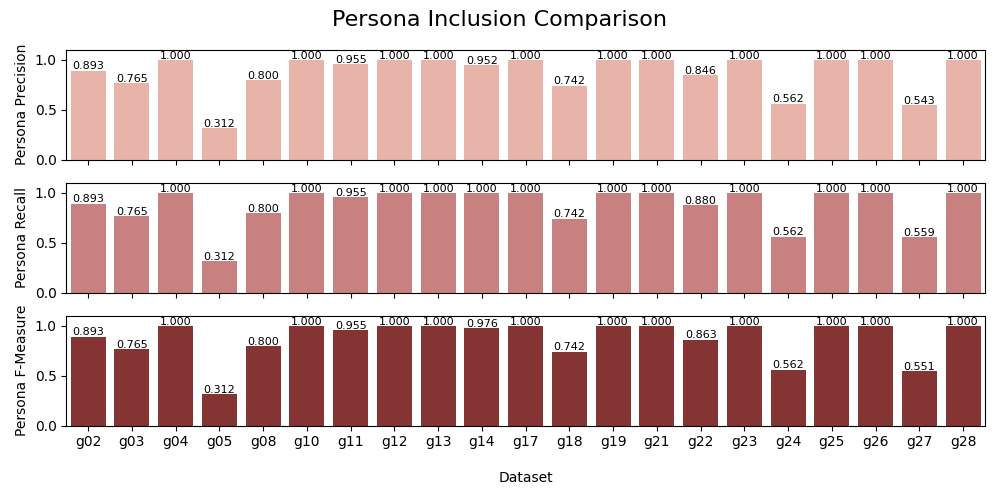 Persona Inclusion Comparison
Persona Precision
1.0
0.5
0.0
0.893 0.765 1.000 0.312 0.800 1.000 0.955 1.000 1.000 0.952 1.000 0.742 1.000 1.000 0.846 1.000 0.562 1.000 1.000 0.543 1.000
Persona Recall
1.0
0.5
0.0
0.893 0.765 1.000 0.312 0.800 1.000 0.955 1.000 1.000 1.000 1.000 0.742 1.000 1.000 0.880 1.000 0.562 1.000 1.000 0.559 1.000
Persona F-Measure
1.0
0.5
0.0
0.893 0.765 1.000 0.312 0.800 1.000 0.955 1.000 1.000 0.976 1.000 0.742 1.000 1.000 0.863 1.000 0.562 1.000 1.000 0.551 1.000
g02 g03 g04 g05 g08 g10 g11 g12 g13 g14 g17 g18 g19 g21 g22 g23 g24 g25 g26 g27 g28
Dataset